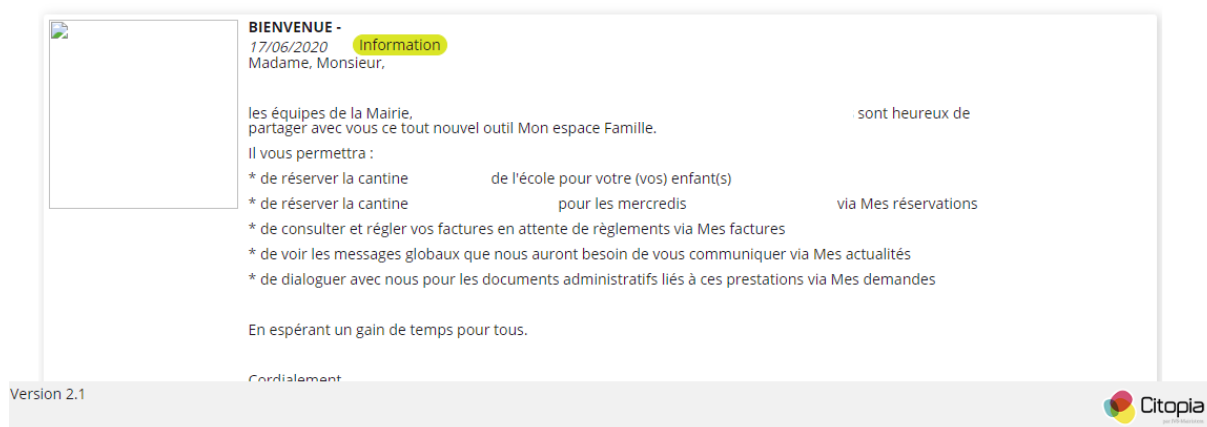 BIENVENUE -
17/06/2020 Information
Madame, Monsieur,
les équipes de la Mairie, sont heureux de
partager avec vous ce tout nouvel outil Mon espace Famille.
Il vous permettra :
* de réserver la cantine de l'école pour votre (vos) enfant(s)
* de réserver la cantine pour les mercredis via Mes réservations
* de consulter et régler vos factures en attente de règlements via Mes factures
* de voir les messages globaux que nous auront besoin de vous communiquer via Mes actualités
* de dialoguer avec nous pour les documents administratifs liés à ces prestations via Mes demandes
En espérant un gain de temps pour tous.
Cordialement
Version 2.1
Citopia